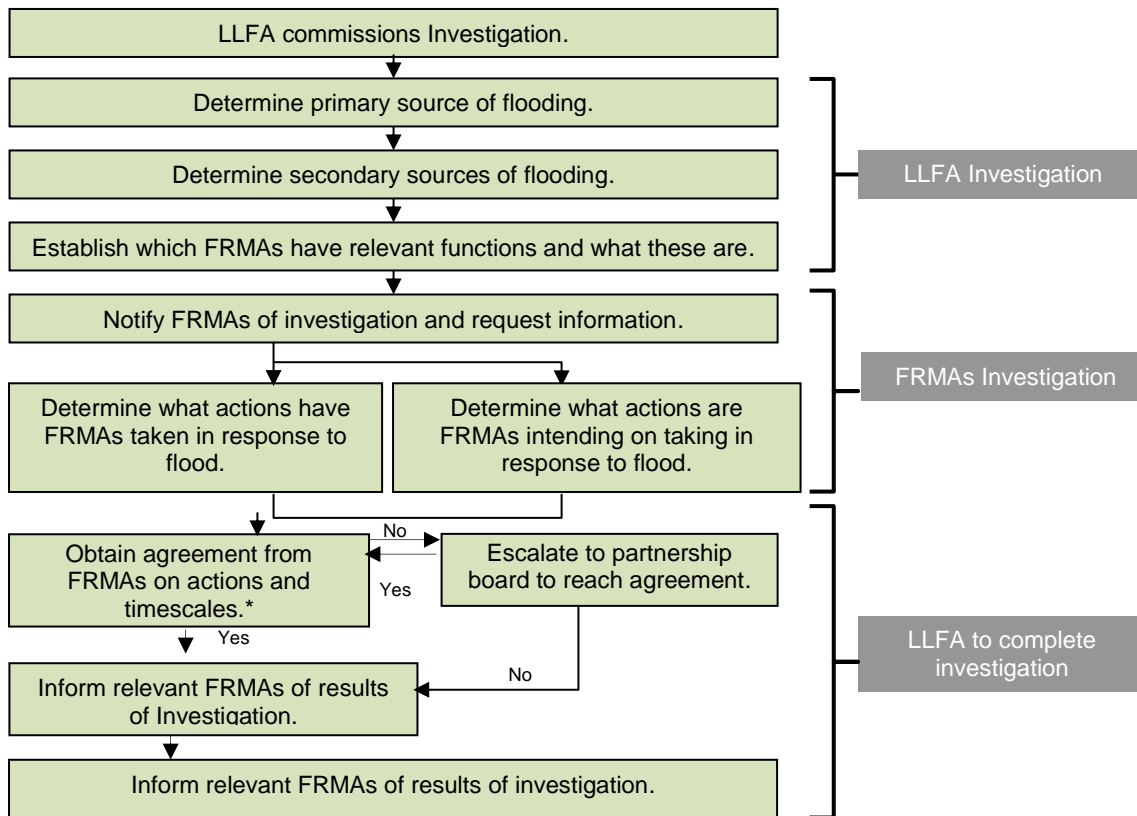 LLFA commissions Investigation.
Determine primary source of flooding.
Determine secondary sources of flooding.
LLFA Investigation
Establish which FRMAs have relevant functions and what these are.
Notify FRMAs of investigation and request information.
FRMAs Investigation
Determine what actions have
FRMAs taken in response to
flood.
Determine what actions are
FRMAs intending on taking in
response to flood.
Obtain agreement from
FRMAs on actions and
timescales.*
No
Yes
Escalate to partnership
board to reach agreement.
Yes
No
LLFA to complete
investigation
Inform relevant FRMAs of results
of Investigation.
Inform relevant FRMAs of results of investigation.